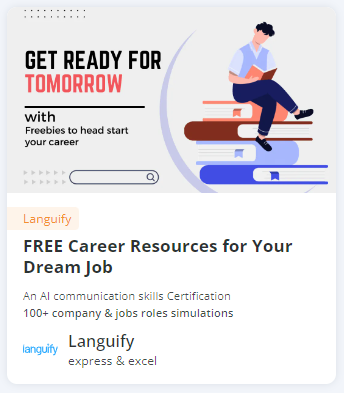 GET READY FOR
TOMORROW
with
Freebies to head start
your career
Languify
FREE Career Resources for Your
Dream Job
An AI communication skills Certification
100+ company & jobs roles simulations
languify
Languify
express & excel